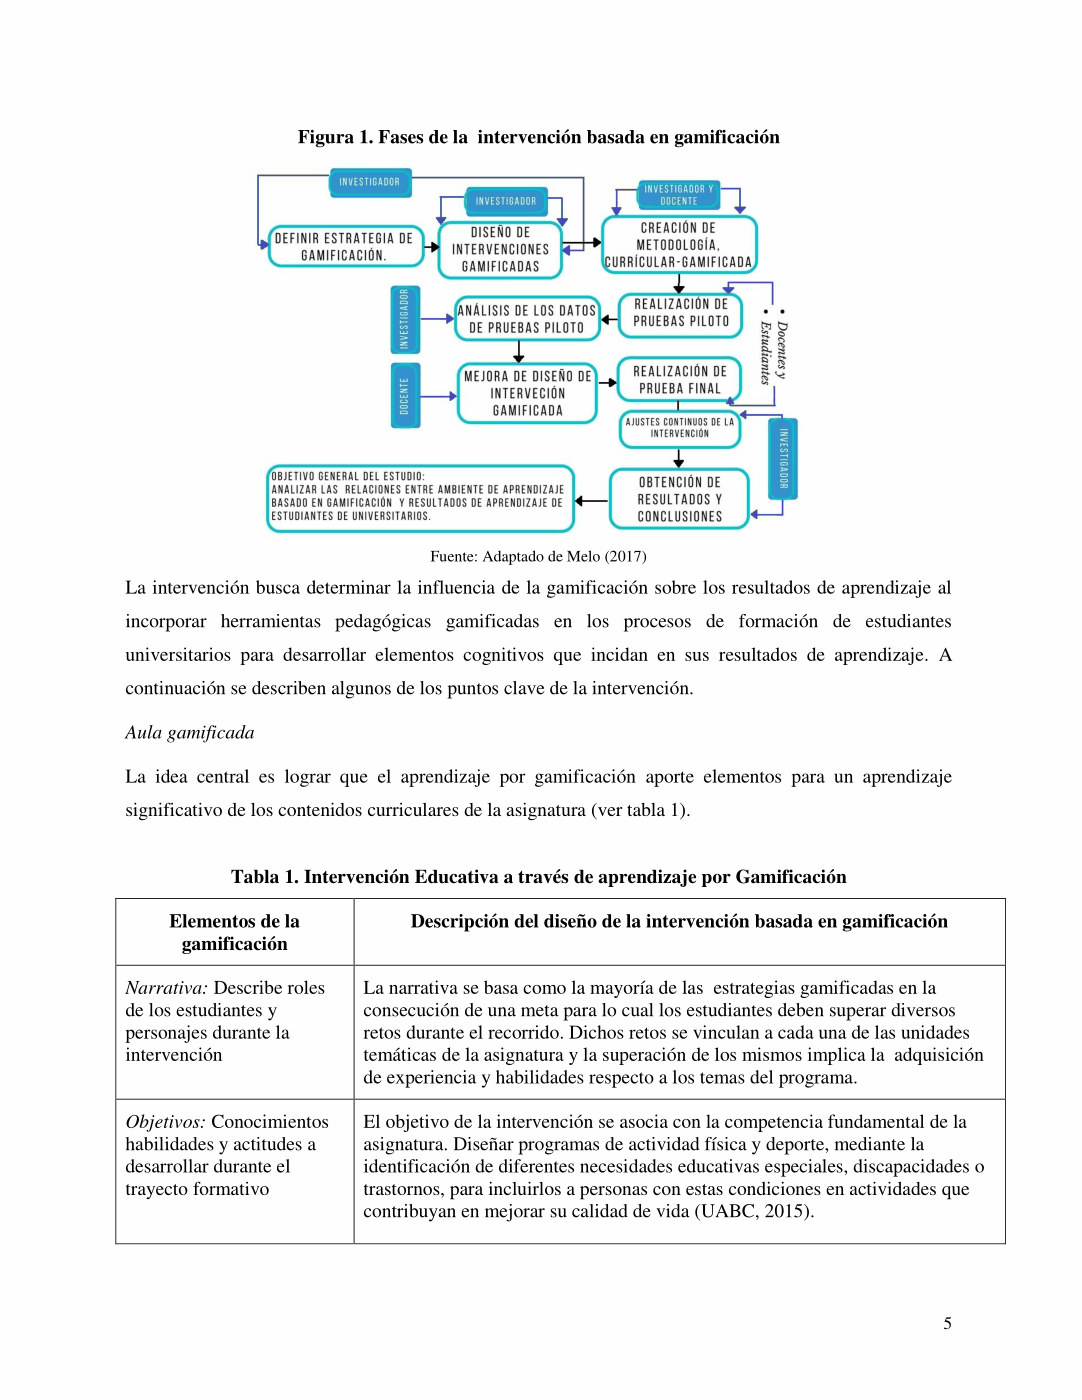 Figura 1. Fases de la  intervención basada en gamificación
INVESTIGADOR
INVESTIGADOR
INVESTIGADOR Y
DOCENTE
DEFINIR ESTRATEGIA DE
GAMIFICACIÓN.
DISEÑO DE
INTERVENCIONES
GAMIFICADAS
CREACIÓN DE
METODOLOGÍA,
CURRÍCULAR-GAMIFICADA
INVESTIGADOR
ANÁLISIS DE LOS DATOS
DE PRUEBAS PILOTO
REALIZACIÓN DE
PRUEBAS PILOTO
• Docentes y
• Estudiantes
DOCENTE
MEJORA DE DISEÑO DE
INTERVECIÓN
GAMIFICADA
REALIZACIÓN DE
PRUEBA FINAL
AJUSTES CONTINUOS DE LA
INTERVENCIÓN
INVESTIGADOR
OBJETIVO GENERAL DEL ESTUDIO:
ANALIZAR LAS  RELACIONES ENTRE AMBIENTE DE APRENDIZAJE
BASADO EN GAMIFICACIÓN  Y RESULTADOS DE APRENDIZAJE DE
ESTUDIANTES DE UNIVERSITARIOS.
OBTENCIÓN DE
RESULTADOS Y
CONCLUSIONES
Fuente: Adaptado de Melo (2017)
La intervención busca determinar la influencia de la gamificación sobre los resultados de aprendizaje al
incorporar herramientas pedagógicas gamificadas en los procesos de formación de estudiantes
universitarios para desarrollar elementos cognitivos que incidan en sus resultados de aprendizaje. A
continuación se describen algunos de los puntos clave de la intervención.
Aula gamificada
La idea central es lograr que el aprendizaje por gamificación aporte elementos para un aprendizaje
significativo de los contenidos curriculares de la asignatura (ver tabla 1).
Tabla 1. Intervención Educativa a través de aprendizaje por Gamificación
Elementos de la
gamificación
Descripción del diseño de la intervención basada en gamificación
Narrativa: Describe roles
de los estudiantes y
personajes durante la
intervención
La narrativa se basa como la mayoría de las  estrategias gamificadas en la
consecución de una meta para lo cual los estudiantes deben superar diversos
retos durante el recorrido. Dichos retos se vinculan a cada una de las unidades
temáticas de la asignatura y la superación de los mismos implica la  adquisición
de experiencia y habilidades respecto a los temas del programa.
Objetivos: Conocimientos
habilidades y actitudes a
desarrollar durante el
trayecto formativo
El objetivo de la intervención se asocia con la competencia fundamental de la
asignatura. Diseñar programas de actividad física y deporte, mediante la
identificación de diferentes necesidades educativas especiales, discapacidades o
trastornos, para incluirlos a personas con estas condiciones en actividades que
contribuyan en mejorar su calidad de vida (UABC, 2015).
5